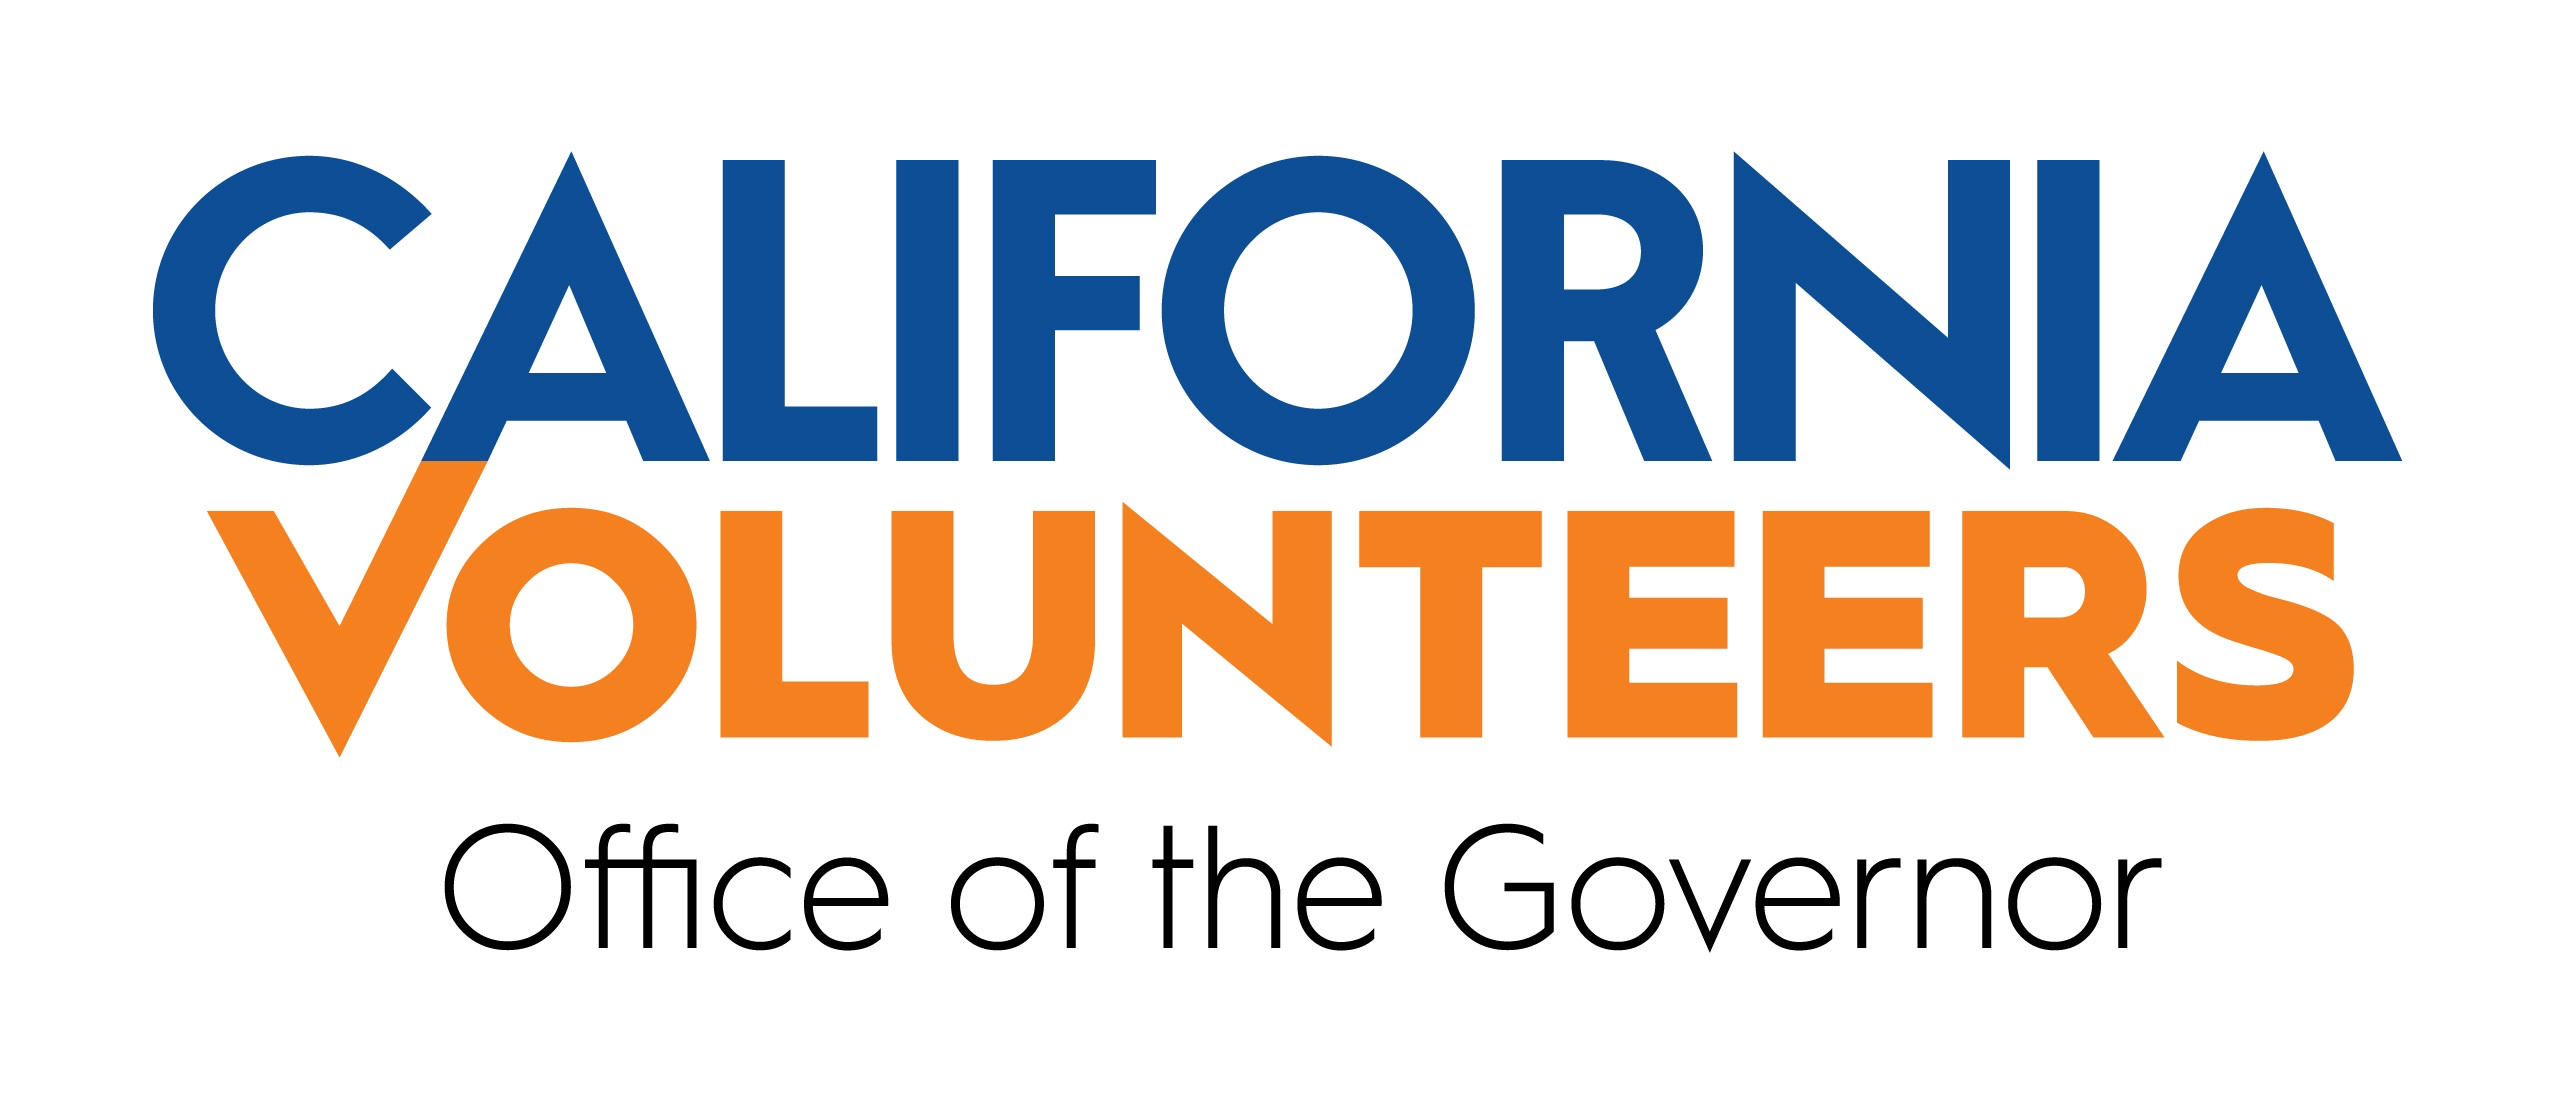 CALIFORNIA
VOLUNTEERS
Office of the Governor